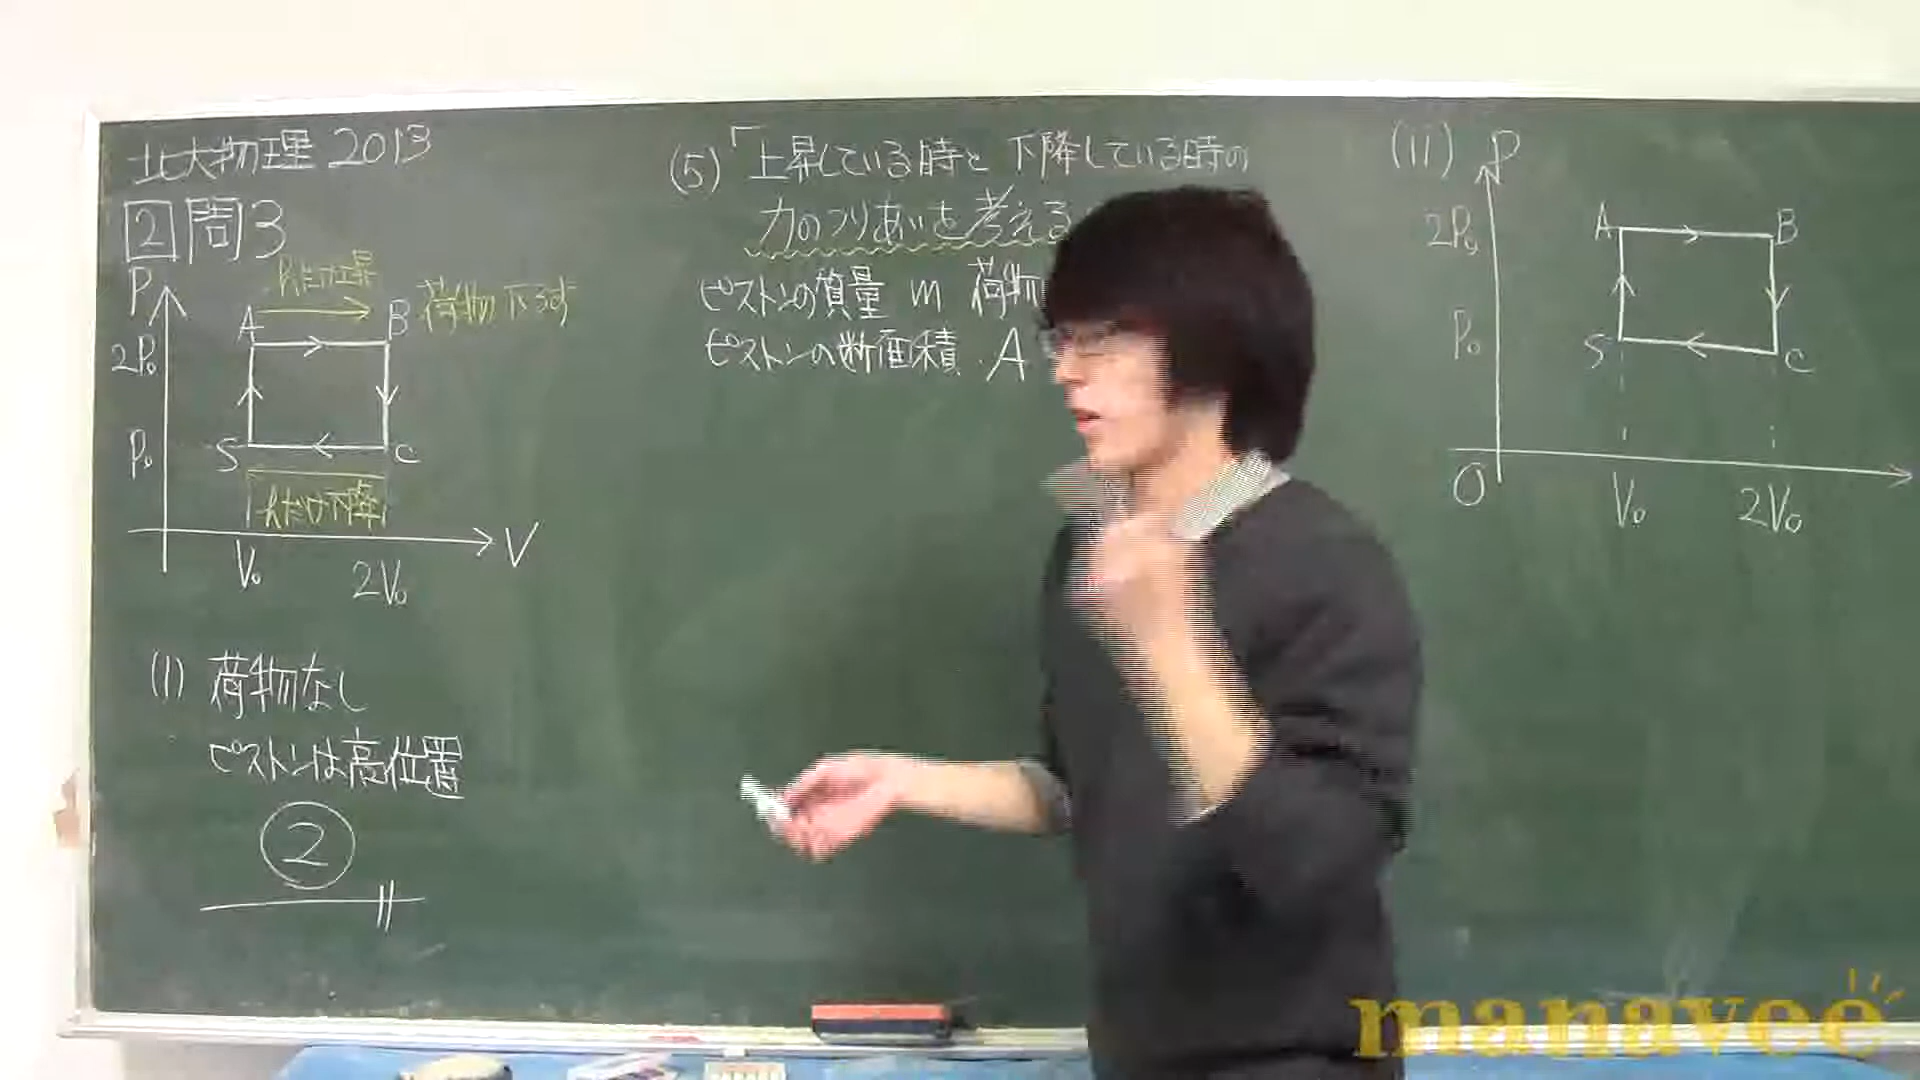 北大物理 2013
2 問3
P
hだけ上昇
A
B 荷物下ろす
2P₀
P₀
S
C
hだけ下降
V
V₀
2V₀
(1) 荷物なし
ピストンは高位置
②
(5) 「上昇している時と下降している時の
力のつりあいを考える
ピストンの質量 m 荷物
ピストンの断面積 A
(ii)
P
2P₀
A
B
P₀
S
C
O
V₀
2V₀
manavee